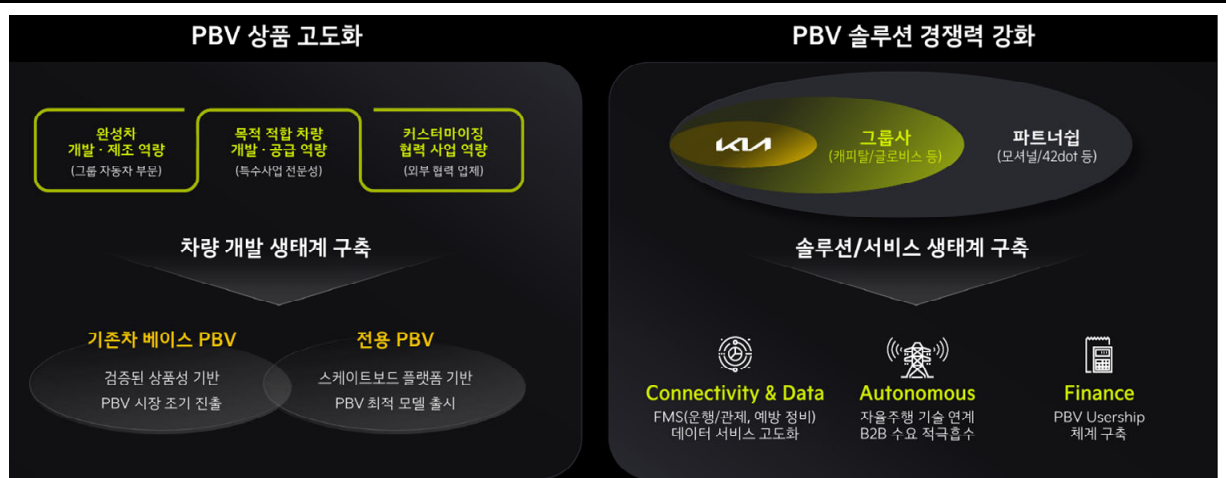 PBV 상품 고도화
완성차
개발 · 제조 역량
(그룹 자동차 부문)
목적 적합 차량
개발 · 공급 역량
(특수사업 전문성)
커스터마이징
협력 사업 역량
(외부 협력 업체)
차량 개발 생태계 구축
기존차 베이스 PBV
검증된 상품성 기반
PBV 시장 조기 진출
전용 PBV
스케이트보드 플랫폼 기반
PBV 최적 모델 출시
PBV 솔루션 경쟁력 강화
KIA
그룹사
(캐피탈/글로비스 등)
파트너쉽
(모셔널/42dot 등)
솔루션/서비스 생태계 구축
Connectivity & Data
FMS(운행/관제, 예방 정비)
데이터 서비스 고도화
Autonomous
자율주행 기술 연계
B2B 수요 적극흡수
Finance
PBV Usership
체계 구축